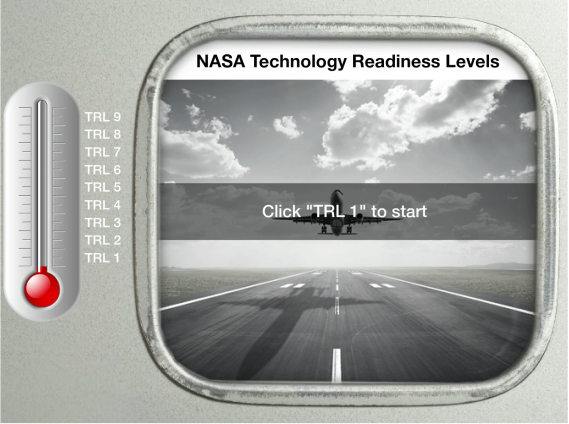 NASA Technology Readiness Levels
TRL 9
TRL 8
TRL 7
TRL 6
TRL 5
TRL 4
TRL 3
TRL 2
TRL 1
Click "TRL 1" to start